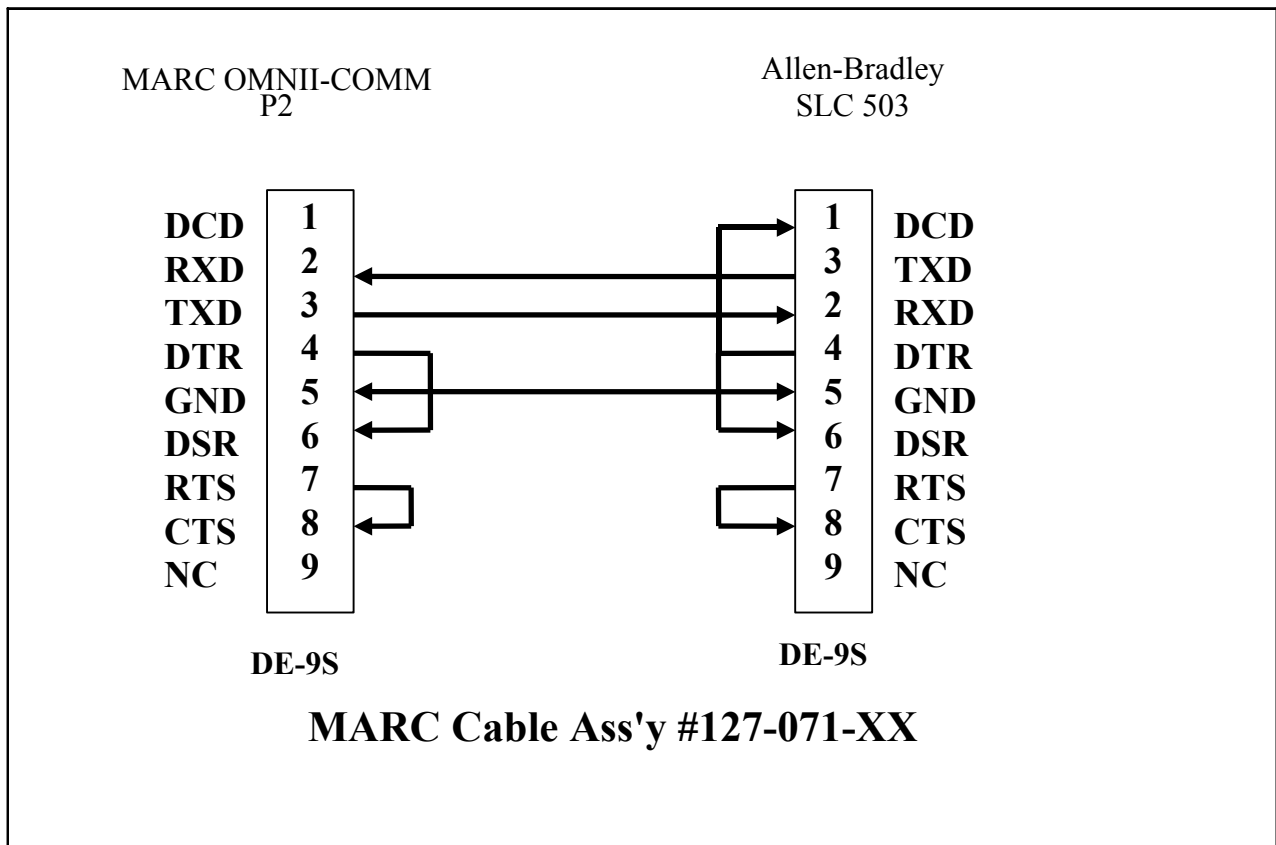 MARC OMNII-COMM
P2
Allen-Bradley
SLC 503
DCD 1 1 DCD
RXD 2 3 TXD
TXD 3 2 RXD
DTR 4 4 DTR
GND 5 5 GND
DSR 6 6 DSR
RTS 7 7 RTS
CTS 8 8 CTS
NC 9 9 NC
DE-9S DE-9S
MARC Cable Ass'y #127-071-XX